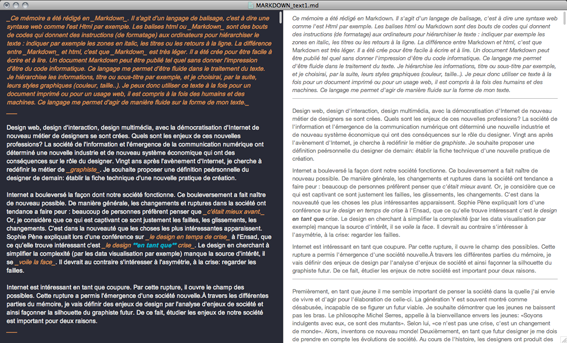 MARKDOWN_text1.md
_Ce mémoire a été rédigé en _Markdown_. Il s'agit d'un langage de balisage, c'est à dire une syntaxe
web comme l'est Html par exemple. Les balises html ou _Markdown_ sont des bouts
de codes qui donnent des instructions (de formatage) aux ordinateurs pour hiérarchiser le
texte : indiquer par exemple les zones en italic, les titres ou les retours à la ligne. La différence
entre _Markdown_ et html, c'est que _Markdown_ est très léger. Il a été crée pour être facile à
écrire et à lire. Un document Markdown peut être publié tel quel sans donner l'impression
d'être du code informatique. Ce langage me permet d'être fluide dans le traitement du texte.
Je hiérarchise les informations, titre ou sous-titre par exemple, et je choisirai, par la suite,
leurs styles graphiques (couleur, taille..). Je peux donc utiliser ce texte à la fois pour un
document imprimé ou pour un usage web, il est compris à la fois des humains et des
machines. Ce langage me permet d'agir de manière fluide sur la forme de mon texte._
Design web, design d'interaction, design multimédia, avec la démocratisation d'Internet de
nouveau métier de designers se sont crées. Quels sont les enjeux de ces nouvelles
professions? La société de l'information et l'émergence de la communication numérique ont
déterminé une nouvelle industrie et de nouveau système économique qui ont des
conséquences sur le rôle du designer. Vingt ans après l'avènement d'Internet, je cherche à
redéfinir le métier de _graphiste_. Je souhaite proposer une définition personnelle du
designer de demain: établir la fiche technique d'une nouvelle pratique de création.
Internet a bouleversé la façon dont notre société fonctionne. Ce bouleversement a fait naître
de nouveau possible. De manière générale, les changements et ruptures dans la société ont
tendance à faire peur : beaucoup de personnes préfèrent penser que _c'était mieux avant_.
Or, je considère que ce qui est captivant ce sont justement les failles, les glissements, les
changements. C'est dans la nouveauté que les choses les plus intéressantes apparaissent.
Sophie Pène expliquait lors d'une conférence sur _le design en temps de crise_ à l'Ensad, que
ce qu'elle trouve intéressant c'est _le design **en tant que** crise_. Le design en cherchant à
simplifier la complexité (par les data visualisation par exemple) manque la source d'intérêt, il
se _voile la face_. Il devrait au contraire s'intéresser à l'asymétrie, à la crise: regarder les
failles.
Internet est intéressant en tant que coupure. Par cette rupture, il ouvre le champ des
possibles. Cette rupture a permis l'émergence d'une société nouvelle.À travers les différentes
parties du mémoire, je vais définir des enjeux de design par l'analyse d'enjeux de société et
ainsi façonner la silhouette du graphiste futur. De ce fait, étudier les enjeux de notre société
est important pour deux raisons.
Ce mémoire a été rédigé en Markdown. Il s'agit d'un langage de balisage, c'est à dire une syntaxe web
comme l'est Html par exemple. Les balises html ou Markdown sont des bouts de codes qui donnent des
instructions (de formatage) aux ordinateurs pour hiérarchiser le texte : indiquer par exemple les
zones en italic, les titres ou les retours à la ligne. La différence entre Markdown et html, c'est
que Markdown est très léger. Il a été crée pour être facile à écrire et à lire. Un document Markdown peut
être publié tel quel sans donner l'impression d'être du code informatique. Ce langage me permet
d'être fluide dans le traitement du texte. Je hiérarchise les informations, titre ou sous-titre par exemple,
et je choisirai, par la suite, leurs styles graphiques (couleur, taille..). Je peux donc utiliser ce texte à la
fois pour un document imprimé ou pour un usage web, il est compris à la fois des humains et des
machines. Ce langage me permet d'agir de manière fluide sur la forme de mon texte.
Design web, design d'interaction, design multimédia, avec la démocratisation d'Internet de nouveau
métier de designers se sont crées. Quels sont les enjeux de ces nouvelles professions? La société de
l'information et l'émergence de la communication numérique ont déterminé une nouvelle industrie et
de nouveau système économique qui ont des conséquences sur le rôle du designer. Vingt ans après
l'avènement d'Internet, je cherche à redéfinir le métier de graphiste. Je souhaite proposer une définition
personnelle du designer de demain: établir la fiche technique d'une nouvelle pratique de
création.
Internet a bouleversé la façon dont notre société fonctionne. Ce bouleversement a fait naître de
nouveau possible. De manière générale, les changements et ruptures dans la société ont tendance à
faire peur : beaucoup de personnes préfèrent penser que c'était mieux avant. Or, je considère que ce
qui est captivant ce sont justement les failles, les glissements, les changements. C'est dans la
nouveauté que les choses les plus intéressantes apparaissent. Sophie Pène expliquait lors d'une
conférence sur le design en temps de crise à l'Ensad, que ce qu'elle trouve intéressant c'est le design
en tant que crise. Le design en cherchant à simplifier la complexité (par les data visualisation par
exemple) manque la source d'intérêt, il se voile la face. Il devrait au contraire s'intéresser à
l'asymétrie, à la crise: regarder les failles.
Internet est intéressant en tant que coupure. Par cette rupture, il ouvre le champ des possibles. Cette
rupture a permis l'émergence d'une société nouvelle.À travers les différentes parties du mémoire, je
vais définir des enjeux de design par l'analyse d'enjeux de société et ainsi façonner la silhouette du
graphiste futur. De ce fait, étudier les enjeux de notre société est important pour deux raisons.
Premièrement, en tant que jeune il me semble important de penser la société dans la quelle j'ai envie
de vivre et d'agir pour l'élaboration de celle-ci. La génération Y est souvent montré comme
désabusée, incapable de se figurer un futur viable. Je souhaite démontrer que les jeunes ne baissent
pas les bras. Le philosophe Michel Serres, appelle à la bienveillance envers les jeunes: «Soyons
indulgents avec eux, ce sont des mutants». Selon lui, «ce n'est pas une crise, c'est un changement
de monde». Alors, inventons ce nouveau monde! Deuxièmement, en tant que futur designer je me dois
de prendre en compte les évolutions de société. Au cours de l'histoire, les designers ont produit des